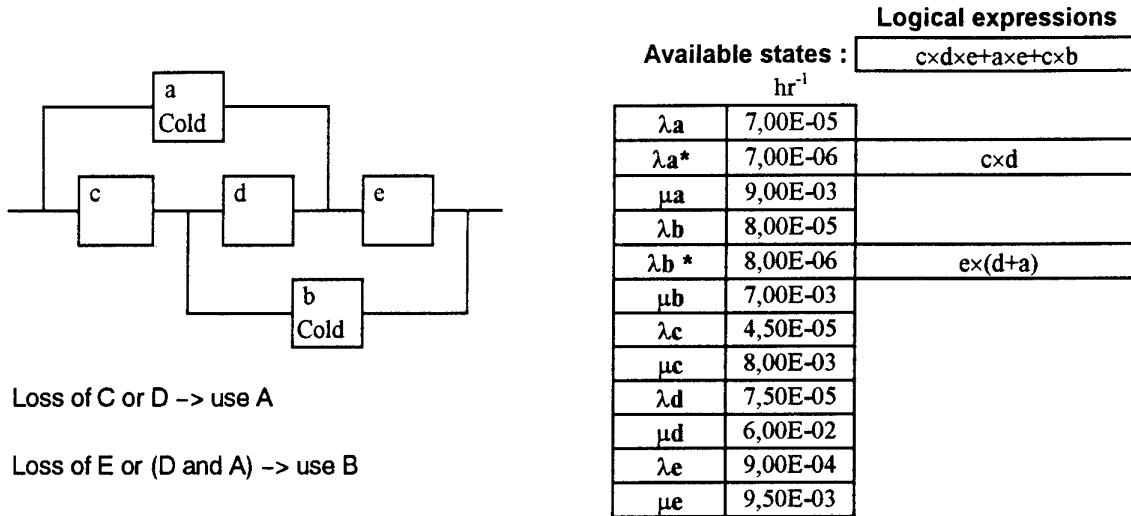 a
Cold
c
d
e
b
Cold
Loss of C or D –> use A
Loss of E or (D and A) –> use B
Logical expressions
Available states : c×d×e+a×e+c×b
hr-1
λa 7,00E-05
λa* 7,00E-06 c×d
μa 9,00E-03
λb 8,00E-05
λb * 8,00E-06 e×(d+a)
μb 7,00E-03
λc 4,50E-05
μc 8,00E-03
λd 7,50E-05
μd 6,00E-02
λe 9,00E-04
μe 9,50E-03